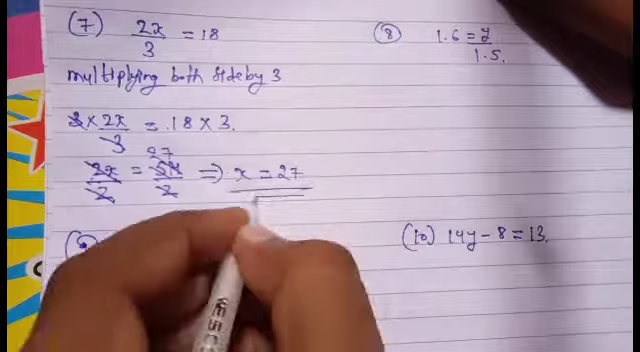 (7) 2x/3 = 18
multiplying both side by 3
3 × 2x/3 = 18 × 3.
2x/2 = 54/2 ⇒ x = 27
27
(8) 1.6 = y/1.5.
(9)
(10) 14y - 8 = 13.